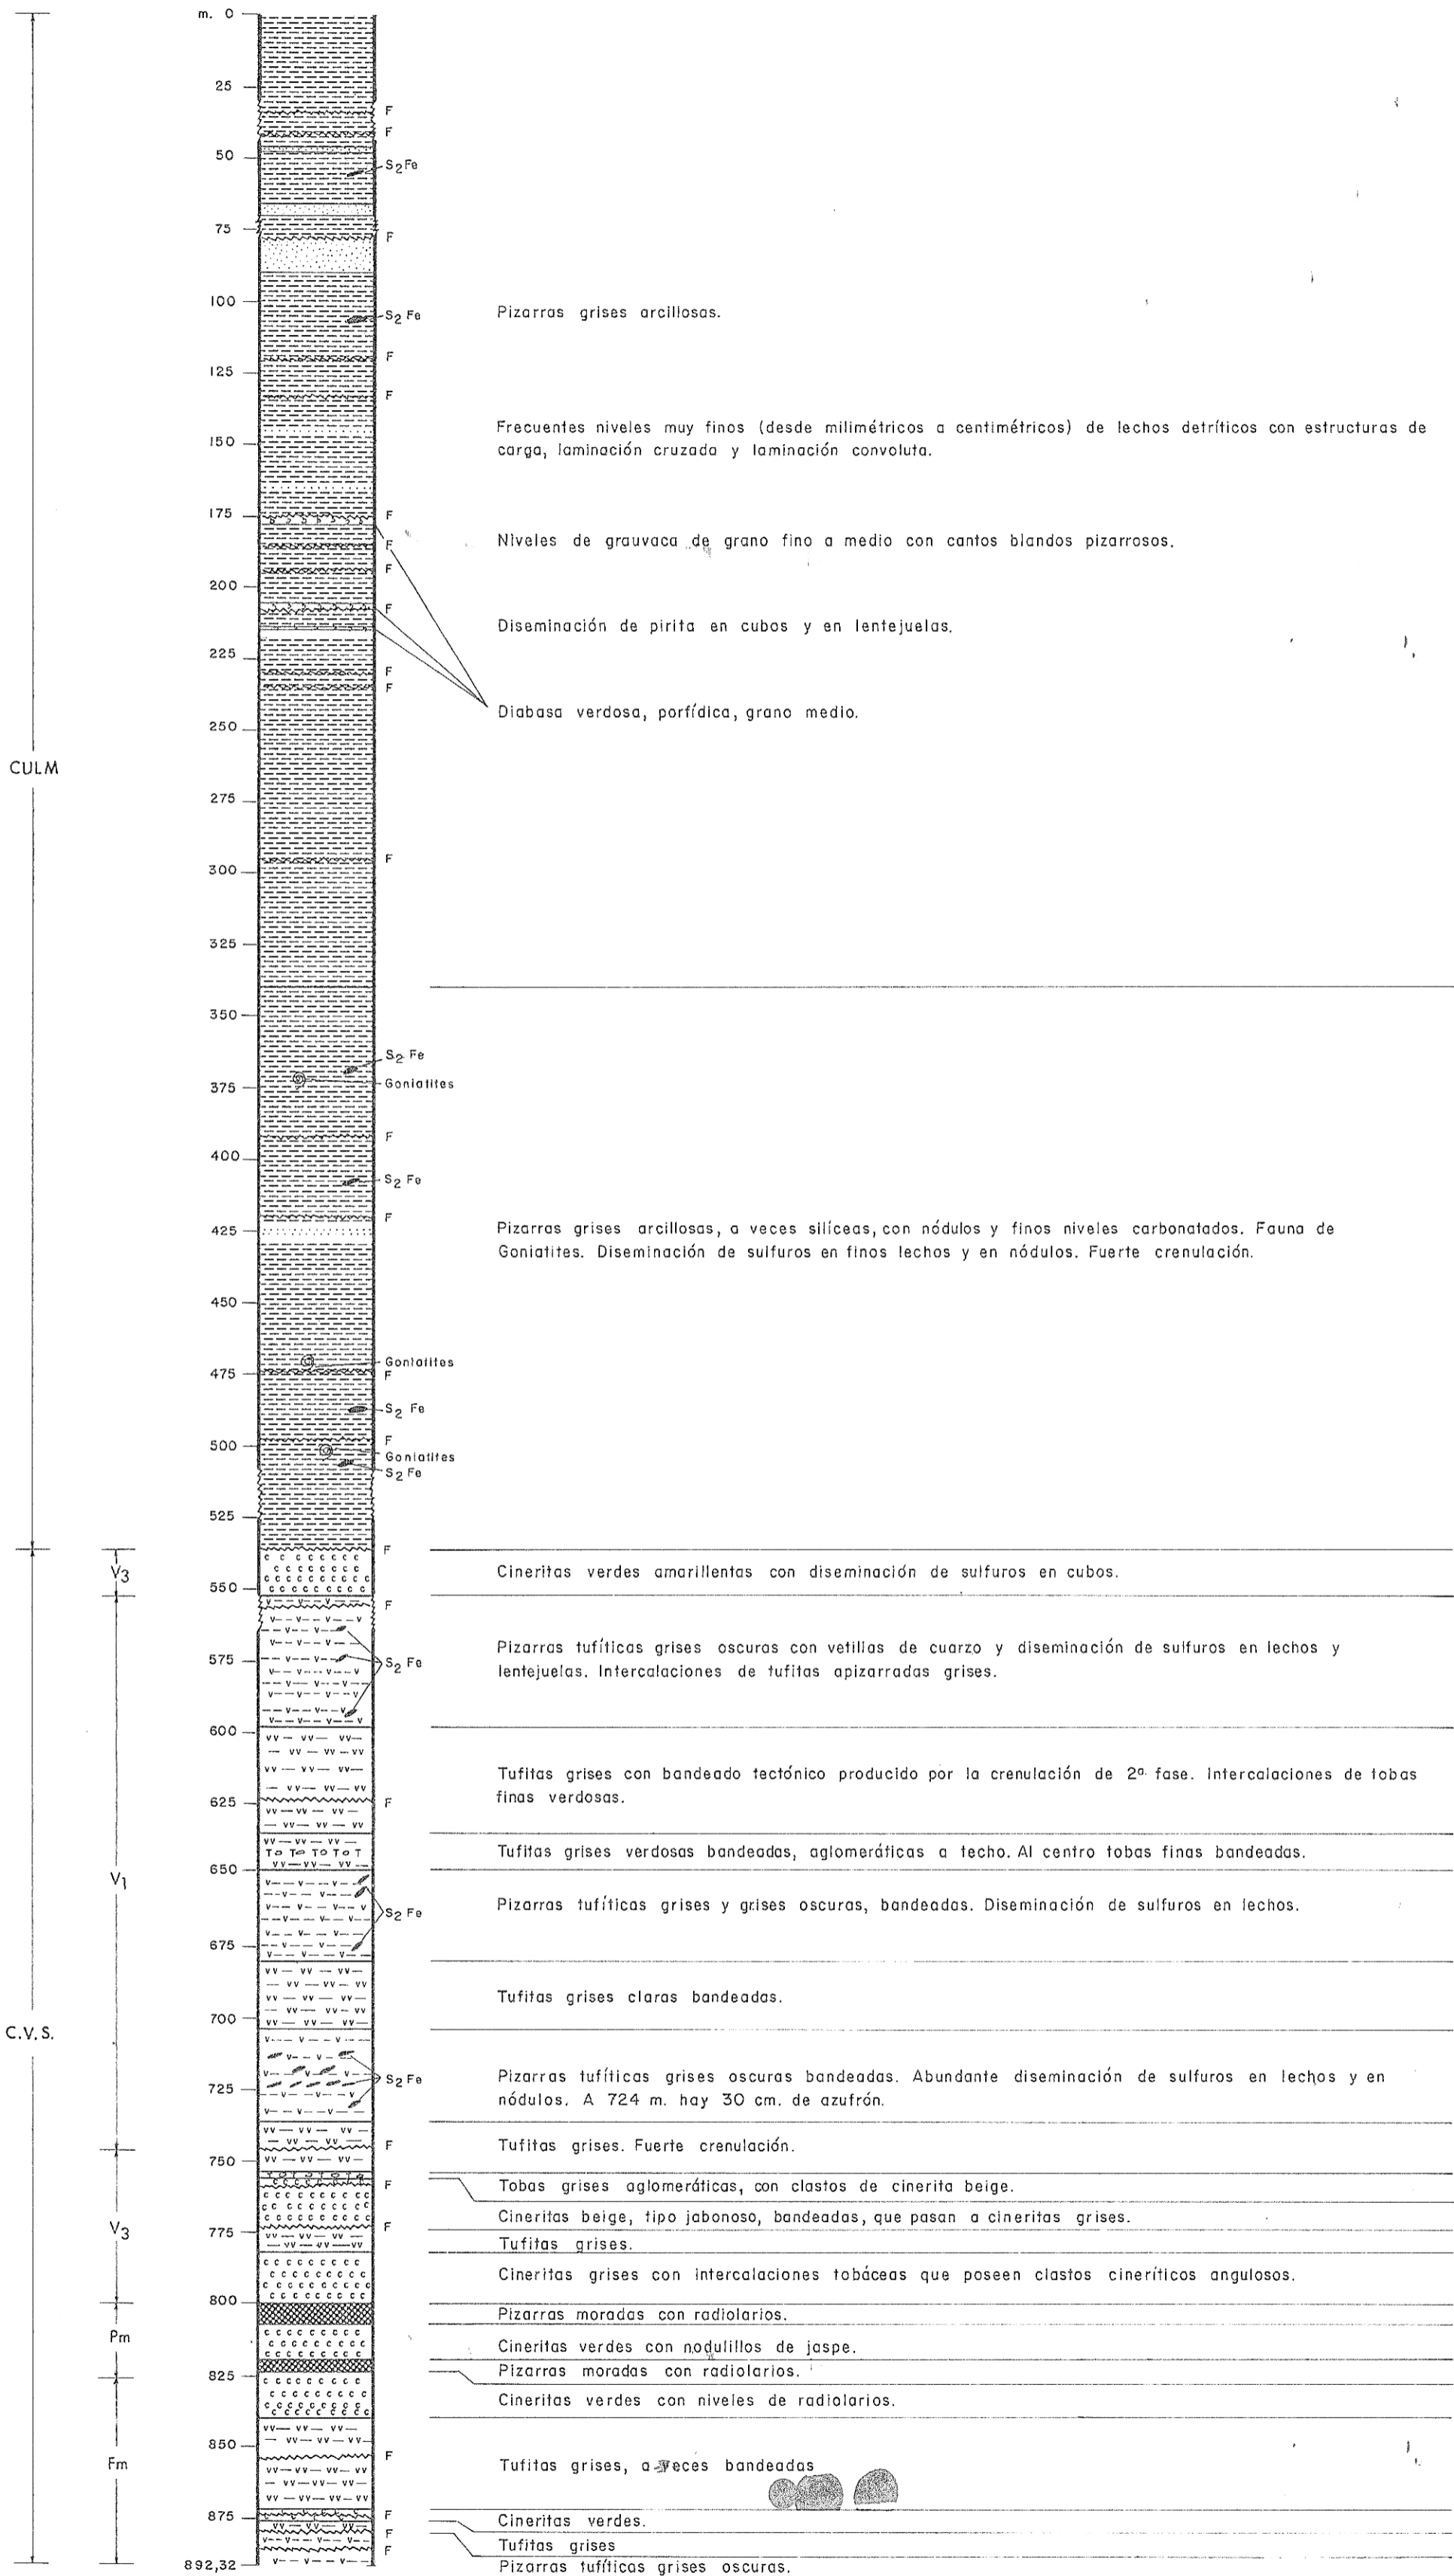 m. 0
25
F
F
50
S2Fe
75
F
100
S2 Fe
Pizarras grises arcillosas.
F
125
F
Frecuentes niveles muy finos (desde milimétricos a centimétricos) de lechos detríticos con estructuras de
carga, laminación cruzada y laminación convoluta.
150
175
F
F
Niveles de grauvaca de grano fino a medio con cantos blandos pizarrosos.
F
200
F
Diseminación de pirita en cubos y en lentejuelas.
225
F
F
Diabasa verdosa, porfídica, grano medio.
250
CULM
275
F
300
325
350
S2 Fe
Goniatites
375
F
400
S2 Fe
F
425
Pizarras grises arcillosas, a veces silíceas, con nódulos y finos niveles carbonatados. Fauna de
Goniatites. Diseminación de sulfuros en finos lechos y en nódulos. Fuerte crenulación.
450
Goniatites
475
F
S2 Fe
F
500
Goniatites
S2 Fe
525
F
V3
Cineritas verdes amarillentas con diseminación de sulfuros en cubos.
550
F
Pizarras tufíticas grises oscuras con vetillas de cuarzo y diseminación de sulfuros en lechos y
lentejuelas. Intercalaciones de tufitas apizarradas grises.
575
S2 Fe
600
Tufitas grises con bandeado tectónico producido por la crenulación de 2ª fase. Intercalaciones de tobas
finas verdosas.
625
F
Tufitas grises verdosas bandeadas, aglomeráticas a techo. Al centro tobas finas bandeadas.
650
V1
S2 Fe
Pizarras tufíticas grises y grises oscuras, bandeadas. Diseminación de sulfuros en lechos.
675
Tufitas grises claras bandeadas.
700
C.V.S.
S2 Fe
Pizarras tufíticas grises oscuras bandeadas. Abundante diseminación de sulfuros en lechos y en
nódulos. A 724 m. hay 30 cm. de azufrón.
725
F
Tufitas grises. Fuerte crenulación.
750
F
Tobas grises aglomeráticas, con clastos de cinerita beige.
Cineritas beige, tipo jabonoso, bandeadas, que pasan a cineritas grises.
V3
F
775
Tufitas grises.
Cineritas grises con intercalaciones tobáceas que poseen clastos cineríticos angulosos.
800
Pizarras moradas con radiolarios.
Pm
Cineritas verdes con nodulillos de jaspe.
825
Pizarras moradas con radiolarios.
Cineritas verdes con niveles de radiolarios.
850
F
Fm
Tufitas grises, a veces bandeadas
875
F
Cineritas verdes.
F
Tufitas grises
F
892,32
Pizarras tufíticas grises oscuras.